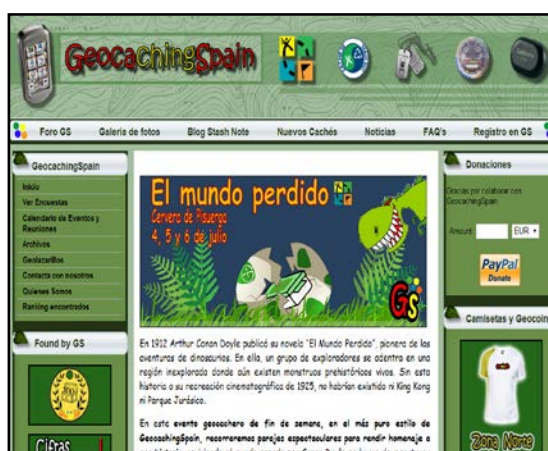 GeocachingSpain
Foro GS Galeria de fotos Blog Stash Note Nuevos Cachés Noticias FAQ's Registro en GS
GeocachingSpain
Inicio
Ver Encuestas
Calendario de Eventos y
Reuniones
Archivos
Geolazarillos
Contacta con nosotros
Quienes Somos
Ranking encontrados
Found by GS
Cifras
El mundo perdido
Cervera de Pisuerga
4, 5 y 6 de julio
GS
En 1912 Arthur Conan Doyle publicó su novela "El Mundo Perdido", pionera de las
aventuras de dinosaurios. En ella, un grupo de exploradores se adentra en una
región inexplorada donde aún existen monstruos prehistóricos vivos. Sin esta
historia o su recreación cinematográfica de 1925, no habrían existido ni King Kong
ni Parque Jurásico.
En este evento geocachero de fin de semana, en el más puro estilo de
GeocachingSpain, recorreremos parajes espectaculares para rendir homenaje a
Donaciones
Gracias por colaborar con
GeocachingSpain
Amount: EUR
PayPal
Donate
Camisetas y Geocoin
Zona Norte